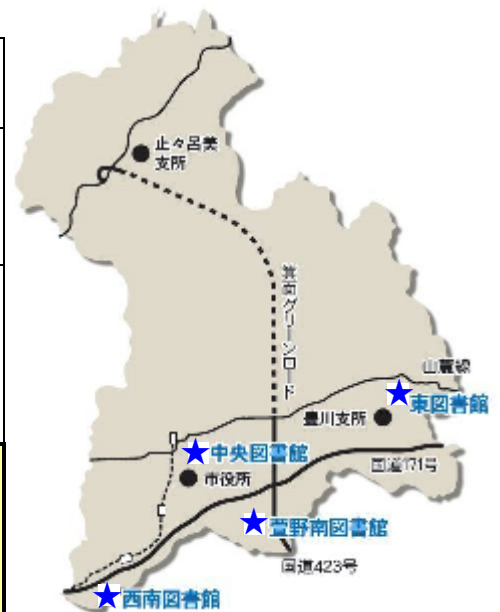 止々呂美
支所
箕面グリーンロード
山麓線
東図書館
豊川支所
中央図書館
国道171号
市役所
萱野南図書館
国道423号
西南図書館